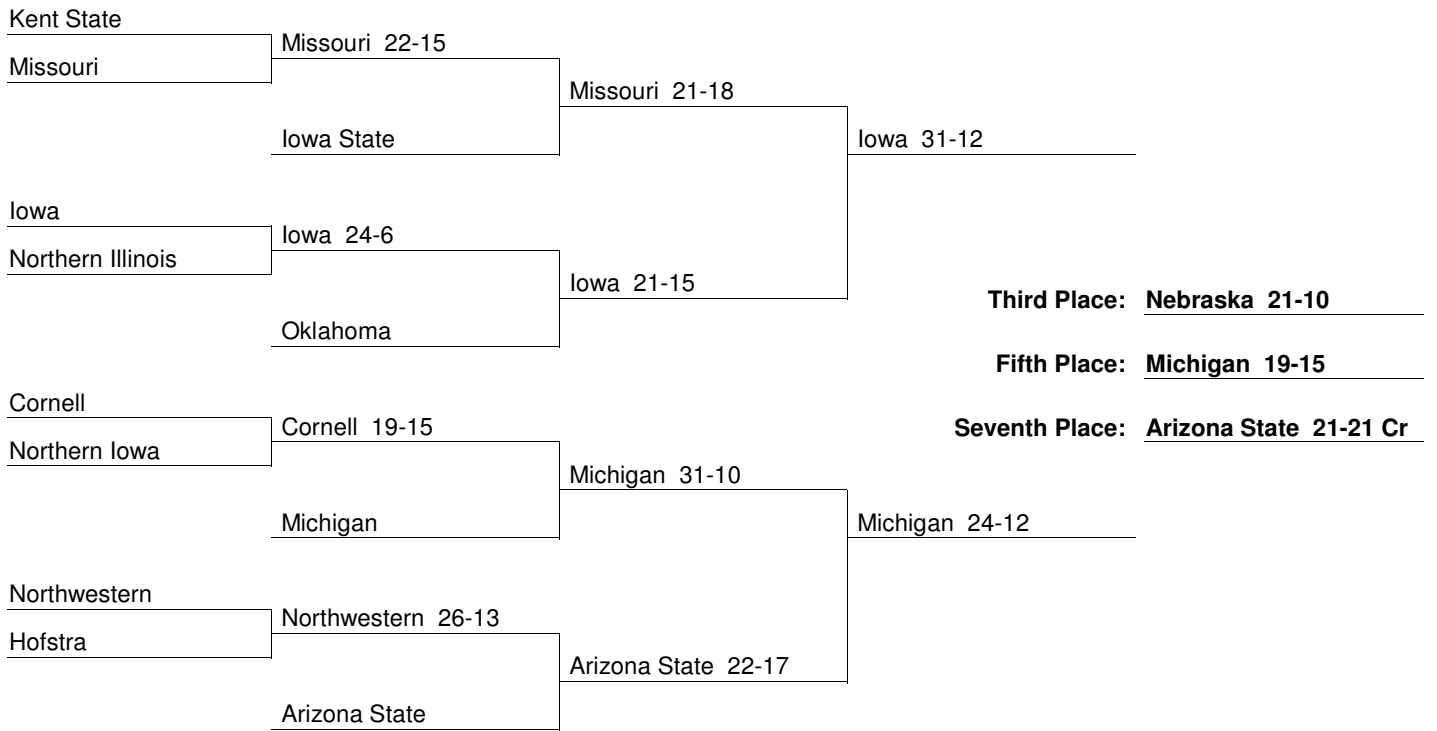 Kent State
Missouri 22-15
Missouri
Missouri 21-18
Iowa State
Iowa 31-12
Iowa
Iowa 24-6
Northern Illinois
Iowa 21-15
Third Place: Nebraska 21-10
Oklahoma
Fifth Place: Michigan 19-15
Cornell
Cornell 19-15
Seventh Place: Arizona State 21-21 Cr
Northern Iowa
Michigan 31-10
Michigan
Michigan 24-12
Northwestern
Northwestern 26-13
Hofstra
Arizona State 22-17
Arizona State